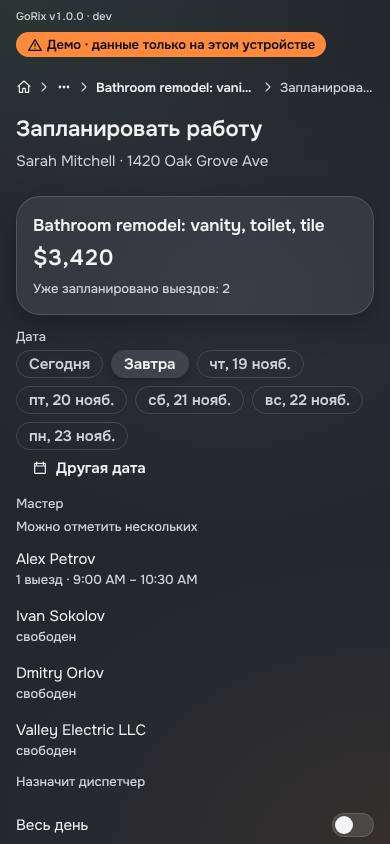 GoRix v1.0.0 · dev
Демо · данные только на этом устройстве
Bathroom remodel: vani... Запланирова...
Запланировать работу
Sarah Mitchell · 1420 Oak Grove Ave
Bathroom remodel: vanity, toilet, tile
$3,420
Уже запланировано выездов: 2
Дата
Сегодня Завтра чт, 19 нояб.
пт, 20 нояб. сб, 21 нояб. вс, 22 нояб.
пн, 23 нояб.
Другая дата
Мастер
Можно отметить нескольких
Alex Petrov
1 выезд · 9:00 AM – 10:30 AM
Ivan Sokolov
свободен
Dmitry Orlov
свободен
Valley Electric LLC
свободен
Назначит диспетчер
Весь день